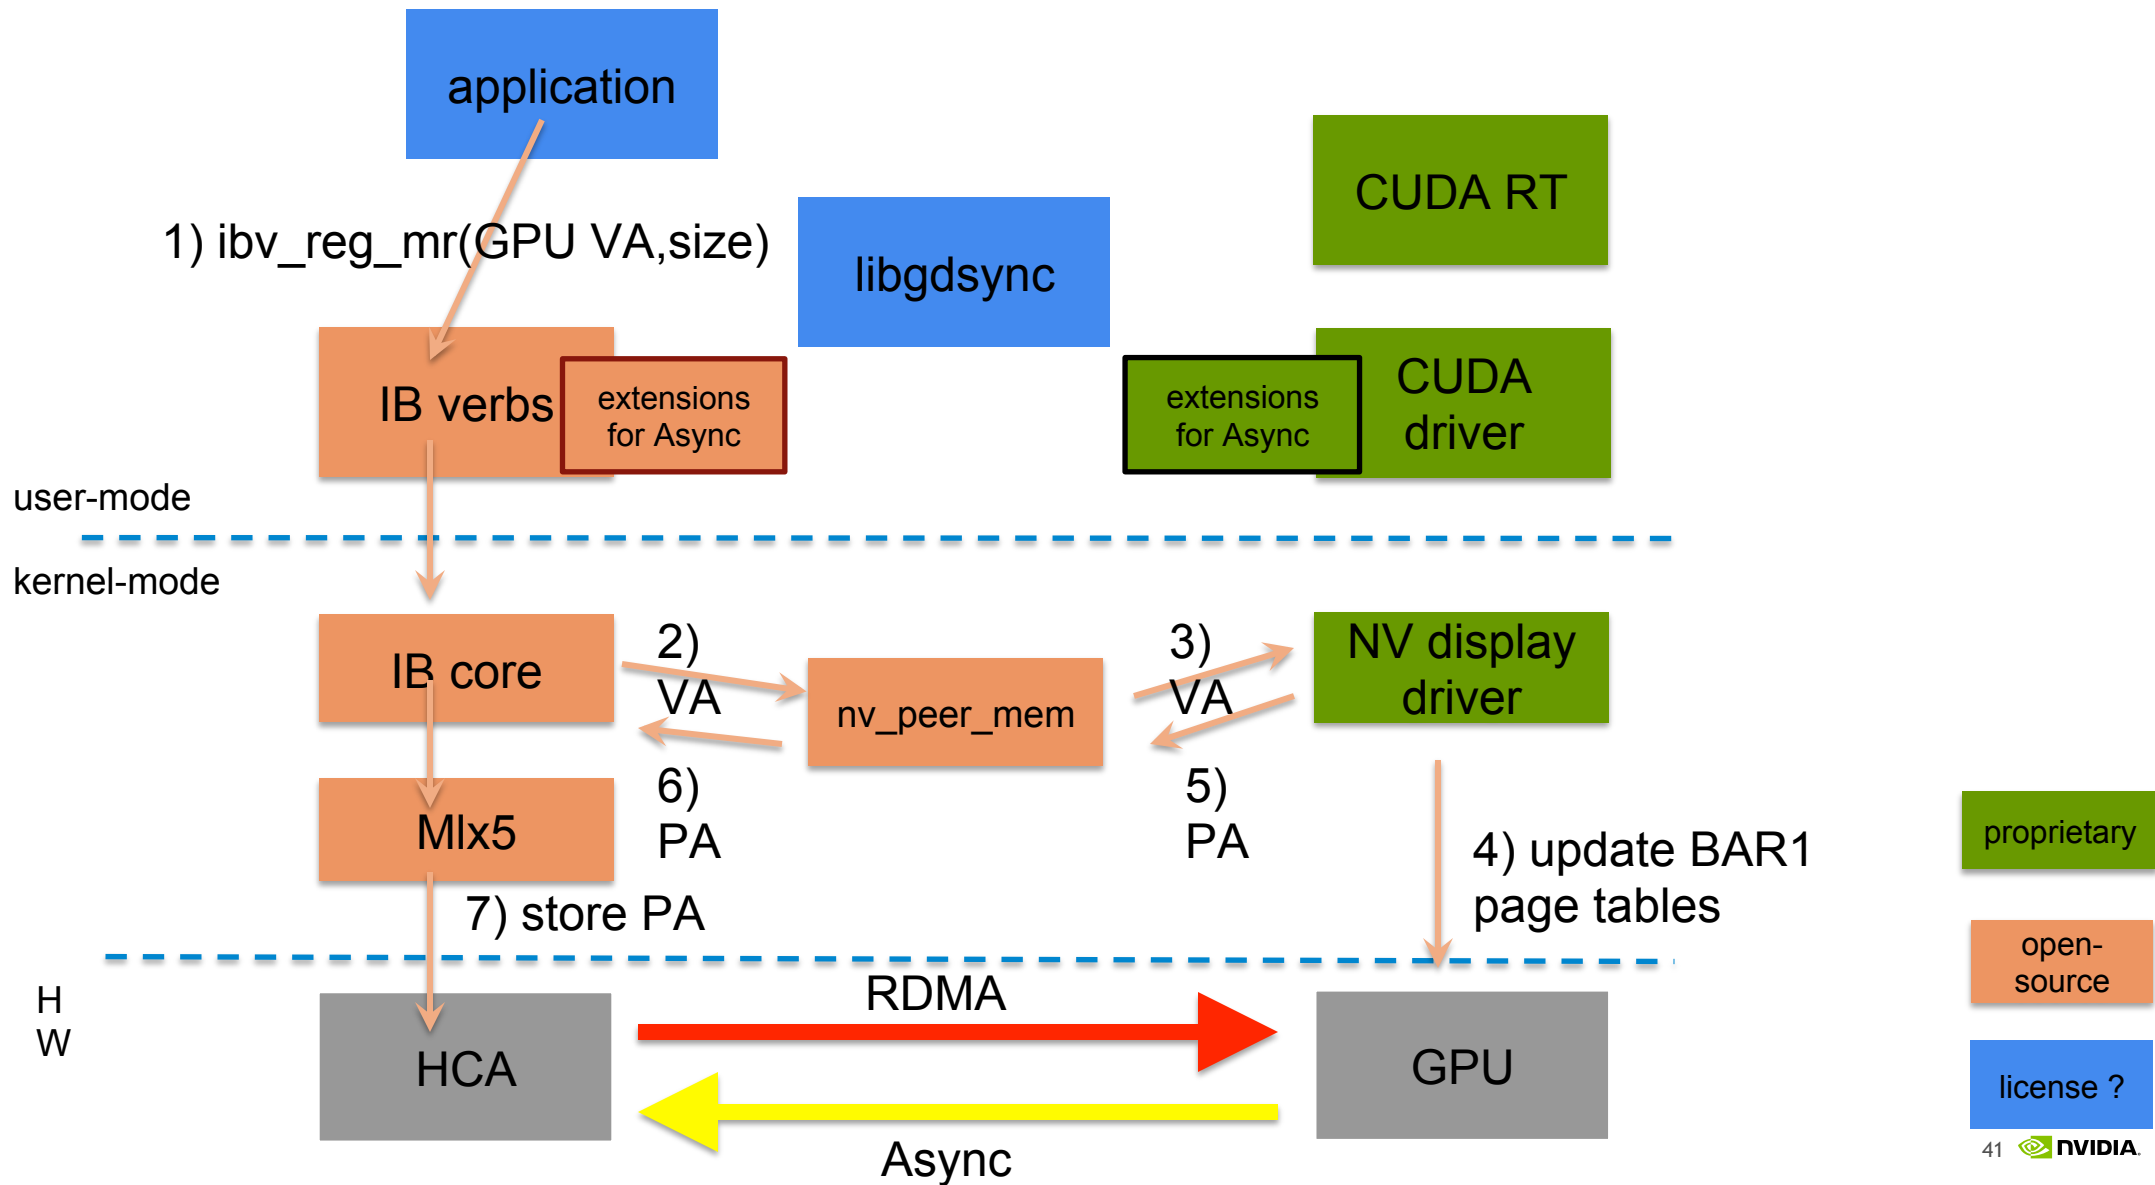 application
CUDA RT
1) ibv_reg_mr(GPU VA,size)
libgdsync
IB verbs
extensions
for Async
extensions
for Async
CUDA
driver
user-mode
kernel-mode
IB core
2)
VA
nv_peer_mem
3)
VA
NV display
driver
Mlx5
6)
PA
5)
PA
4) update BAR1
page tables
7) store PA
proprietary
open-
source
license ?
H
W
HCA
RDMA
GPU
Async
41 NVIDIA.